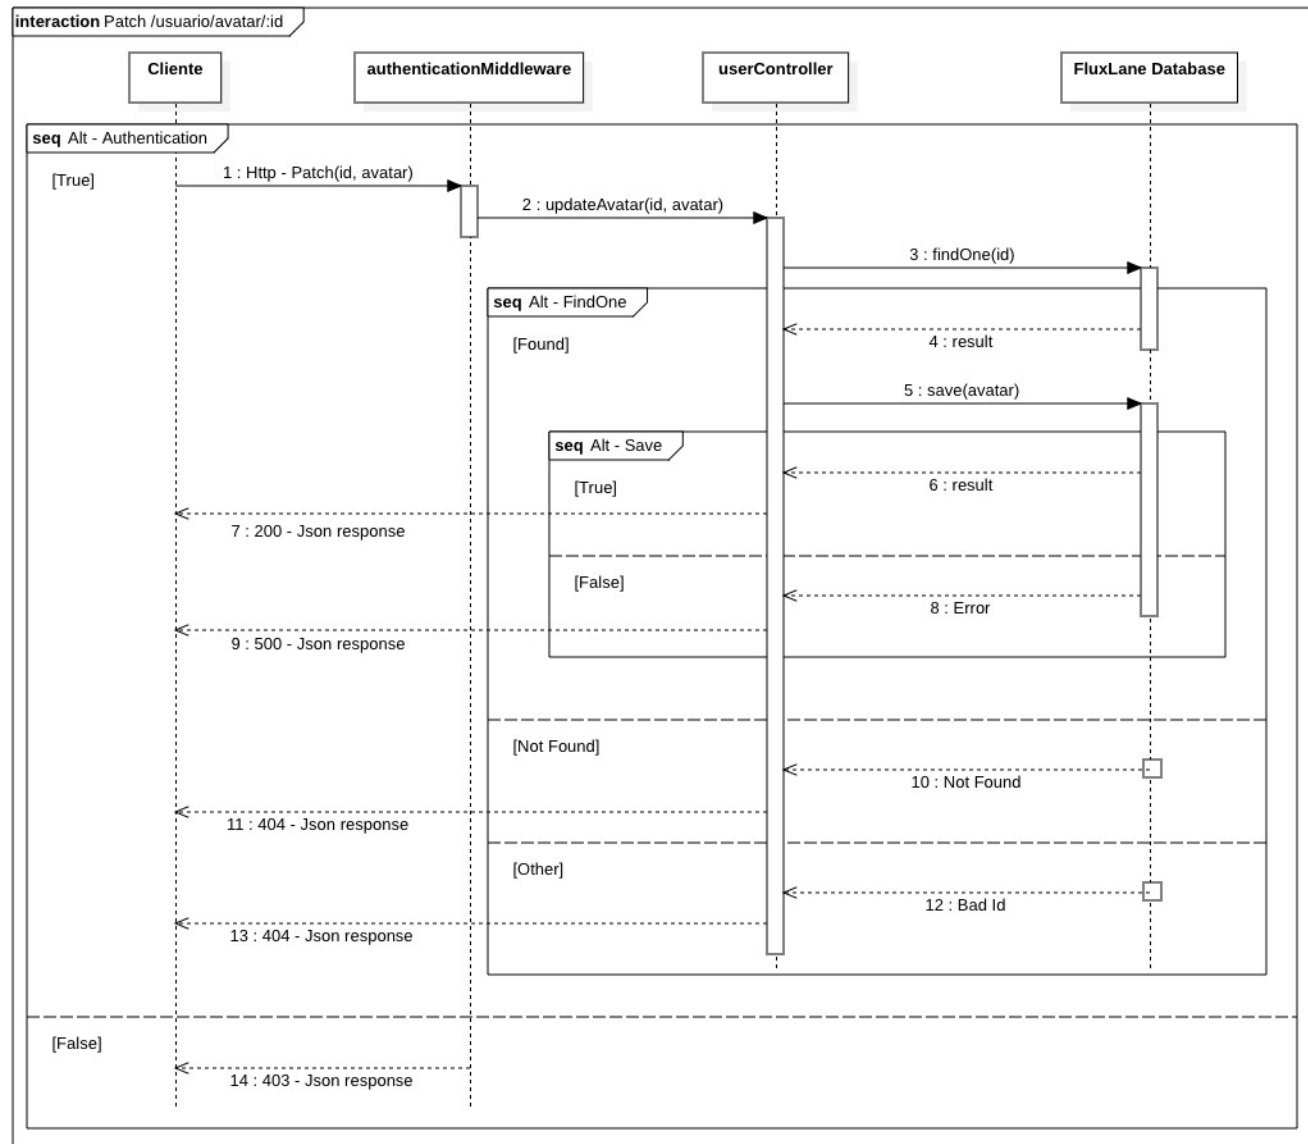 interaction Patch /usuario/avatar/:id
Cliente
authenticationMiddleware
userController
FluxLane Database
seq Alt - Authentication
[True]
1 : Http - Patch(id, avatar)
2 : updateAvatar(id, avatar)
3 : findOne(id)
seq Alt - FindOne
[Found]
4 : result
5 : save(avatar)
seq Alt - Save
[True]
6 : result
7 : 200 - Json response
[False]
8 : Error
9 : 500 - Json response
[Not Found]
10 : Not Found
11 : 404 - Json response
[Other]
12 : Bad Id
13 : 404 - Json response
[False]
14 : 403 - Json response